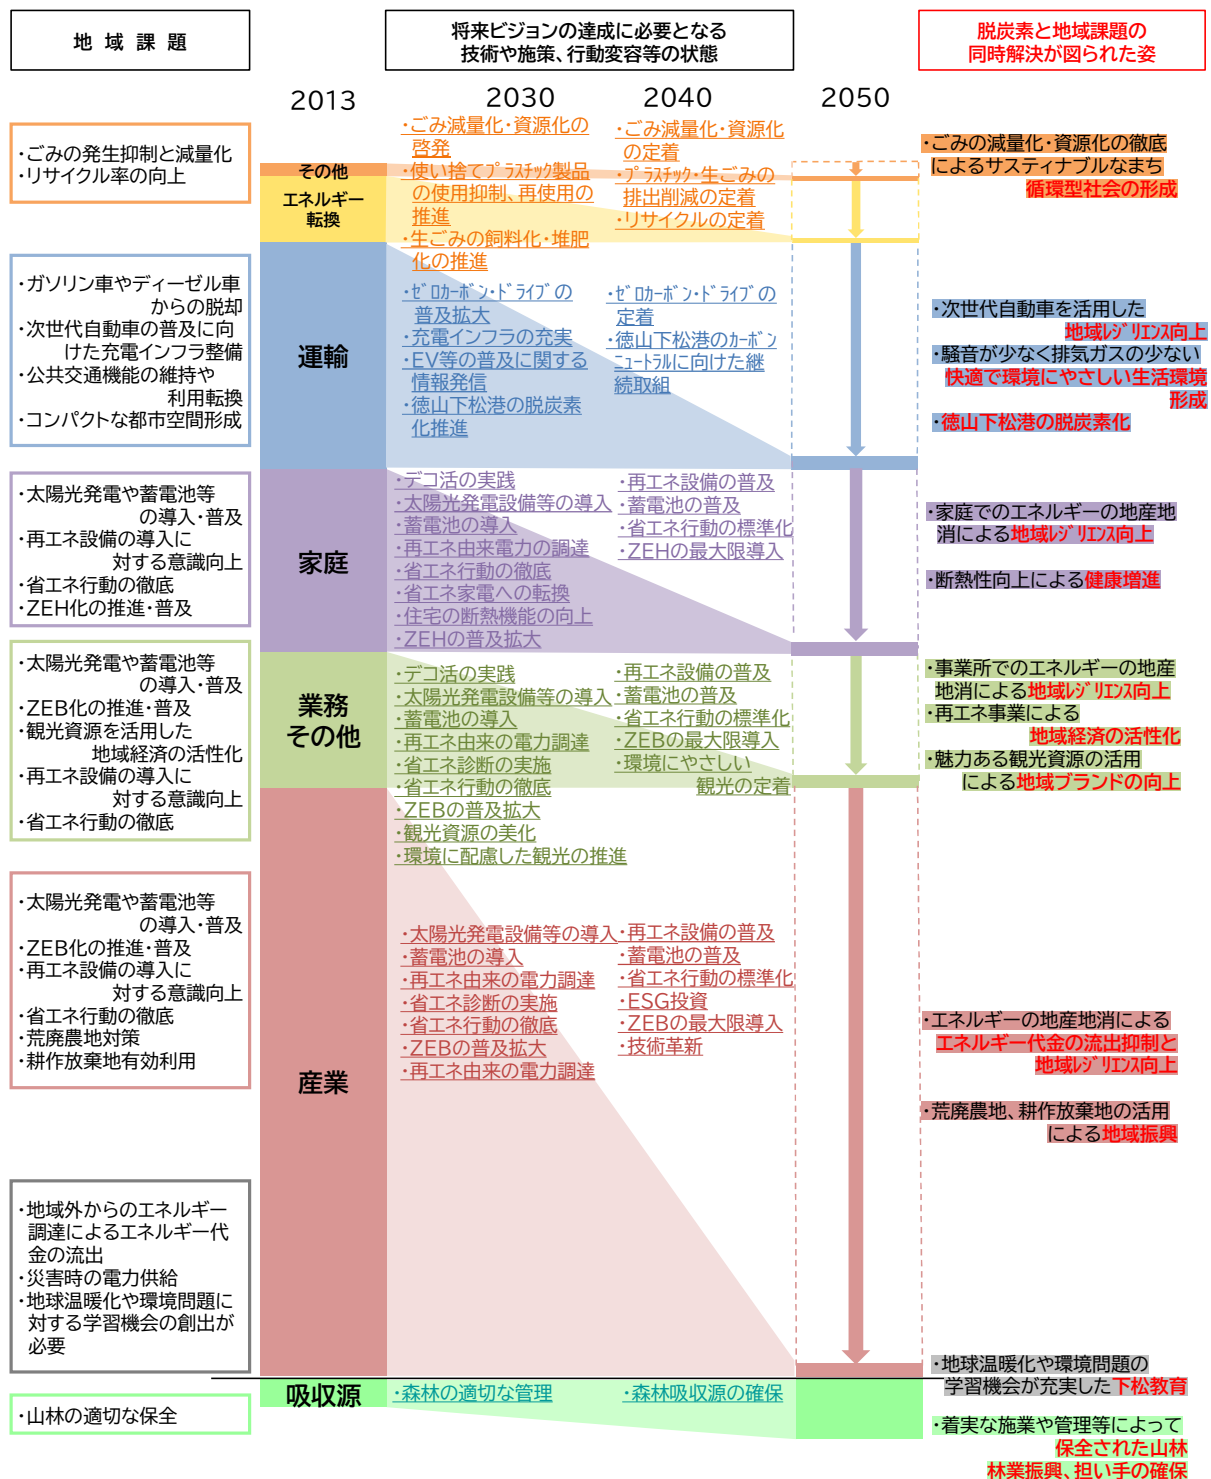 地域課題
将来ビジョンの達成に必要となる
技術や施策、行動変容等の状態
脱炭素と地域課題の
同時解決が図られた姿
2013
2030
2040
2050
・ごみの発生抑制と減量化
・リサイクル率の向上
その他
エネルギー
転換
・ごみ減量化・資源化の
啓発
・使い捨てプラスチック製品
の使用抑制、再使用の
推進
・生ごみの飼料化・堆肥
化の推進
・ごみ減量化・資源化
の定着
・プラスチック・生ごみの
排出削減の定着
・リサイクルの定着
・ごみの減量化・資源化の徹底
によるサスティナブルなまち
循環型社会の形成
・ガソリン車やディーゼル車
からの脱却
・次世代自動車の普及に向
けた充電インフラ整備
・公共交通機能の維持や
利用転換
・コンパクトな都市空間形成
運輸
・ゼロカーボン・ドライブの
普及拡大
・充電インフラの充実
・EV等の普及に関する
情報発信
・徳山下松港の脱炭素
化推進
・ゼロカーボン・ドライブの
定着
・徳山下松港のカーボン
ニュートラルに向けた継
続取組
・次世代自動車を活用した
地域レジリエンス向上
・騒音が少なく排気ガスの少ない
快適で環境にやさしい生活環境
形成
・徳山下松港の脱炭素化
・太陽光発電や蓄電池等
の導入・普及
・再エネ設備の導入に
対する意識向上
・省エネ行動の徹底
・ZEH化の推進・普及
家庭
・デコ活の実践
・太陽光発電設備等の導入
・蓄電池の導入
・再エネ由来電力の調達
・省エネ行動の徹底
・省エネ家電への転換
・住宅の断熱機能の向上
・ZEHの普及拡大
・再エネ設備の普及
・蓄電池の普及
・省エネ行動の標準化
・ZEHの最大限導入
・家庭でのエネルギーの地産地
消による地域レジリエンス向上
・断熱性向上による健康増進
・太陽光発電や蓄電池等
の導入・普及
・ZEB化の推進・普及
・観光資源を活用した
地域経済の活性化
・再エネ設備の導入に
対する意識向上
・省エネ行動の徹底
業務
その他
・デコ活の実践
・太陽光発電設備等の導入
・蓄電池の導入
・再エネ由来の電力調達
・省エネ診断の実施
・省エネ行動の徹底
・ZEBの普及拡大
・観光資源の美化
・環境に配慮した観光の推進
・再エネ設備の普及
・蓄電池の普及
・省エネ行動の標準化
・ZEBの最大限導入
・環境にやさしい
観光の定着
・事業所でのエネルギーの地産
地消による地域レジリエンス向上
・再エネ事業による
地域経済の活性化
・魅力ある観光資源の活用
による地域ブランドの向上
・太陽光発電や蓄電池等
の導入・普及
・ZEB化の推進・普及
・再エネ設備の導入に
対する意識向上
・省エネ行動の徹底
・荒廃農地対策
・耕作放棄地有効利用
産業
・太陽光発電設備等の導入
・蓄電池の導入
・再エネ由来の電力調達
・省エネ診断の実施
・省エネ行動の徹底
・ZEBの普及拡大
・再エネ由来の電力調達
・再エネ設備の普及
・蓄電池の普及
・省エネ行動の標準化
・ESG投資
・ZEBの最大限導入
・技術革新
・エネルギーの地産地消による
エネルギー代金の流出抑制と
地域レジリエンス向上
・荒廃農地、耕作放棄地の活用
による地域振興
・地域外からのエネルギー
調達によるエネルギー代
金の流出
・災害時の電力供給
・地球温暖化や環境問題に
対する学習機会の創出が
必要
・地球温暖化や環境問題の
学習機会が充実した下松教育
・山林の適切な保全
吸収源
・森林の適切な管理
・森林吸収源の確保
・着実な施業や管理等によって
保全された山林
林業振興、担い手の確保